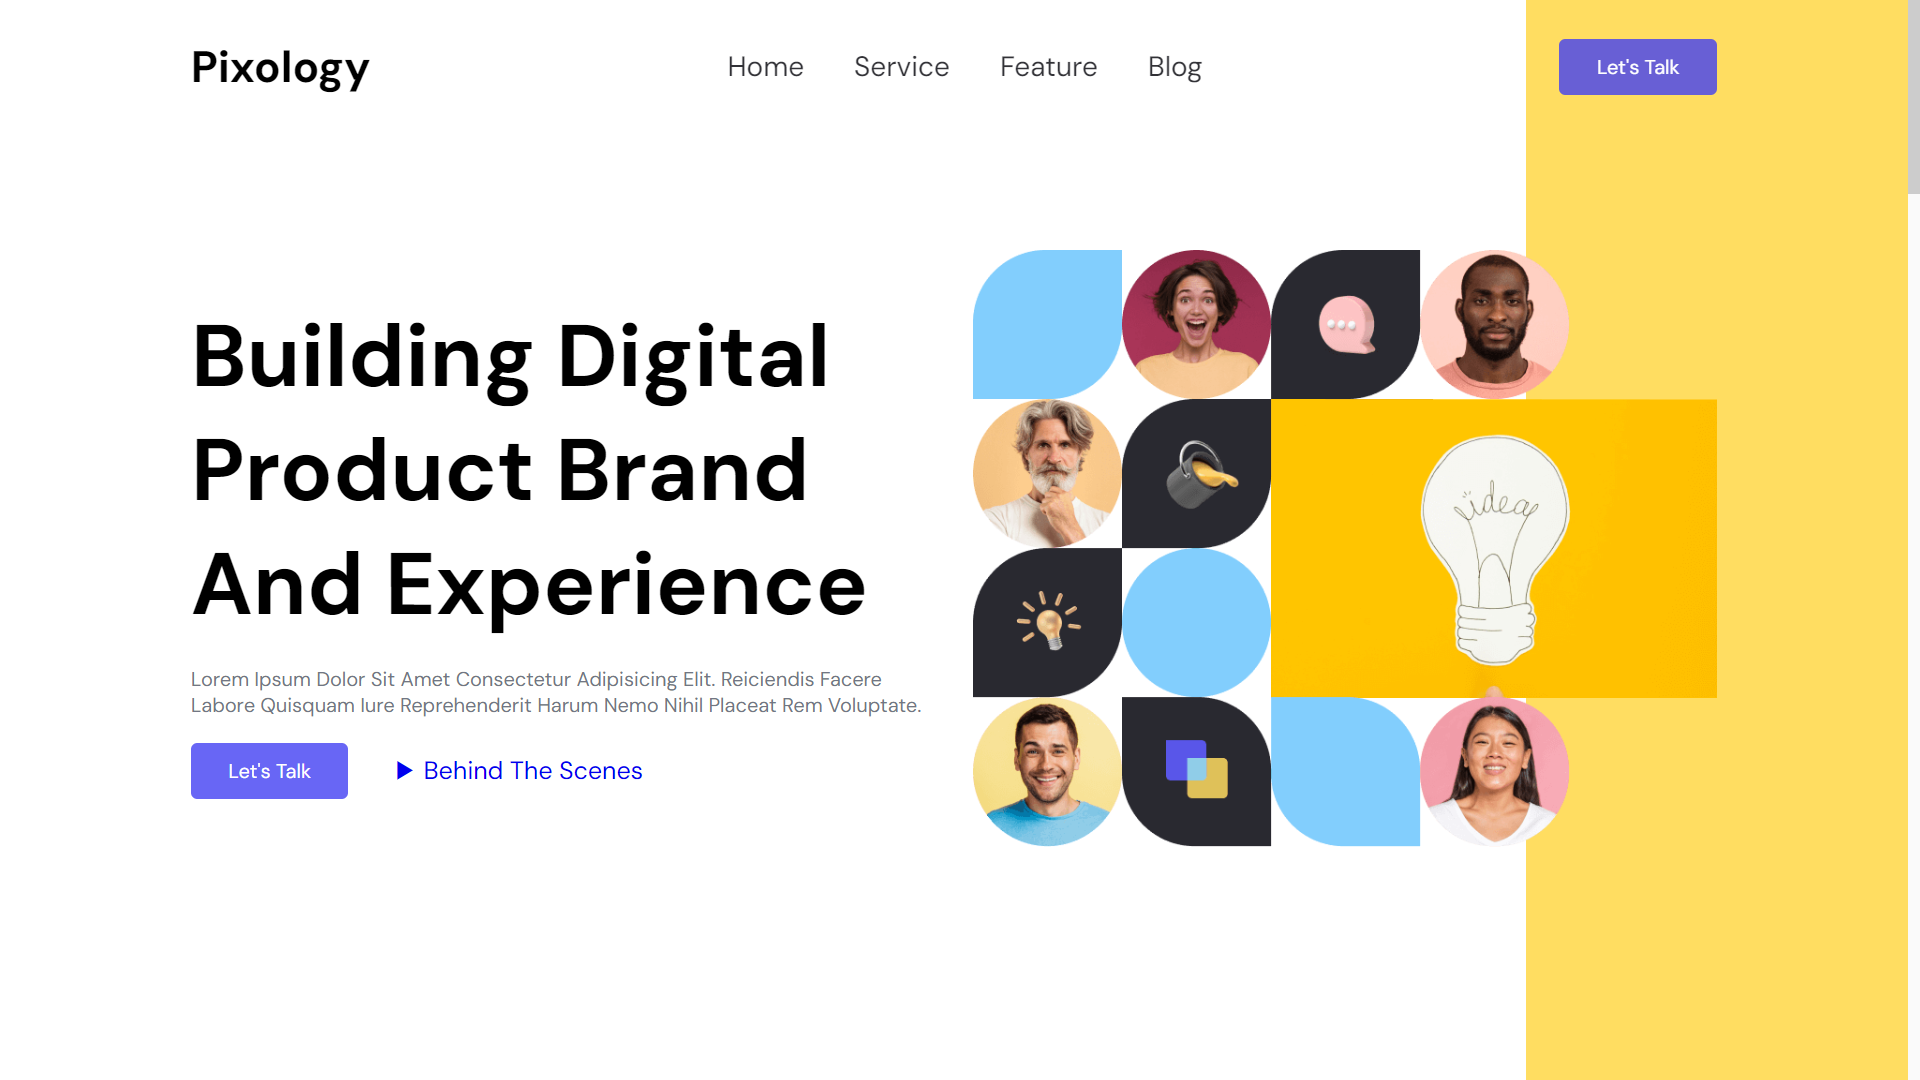 Pixology
Home Service Feature Blog
Let's Talk
Building Digital
Product Brand
And Experience
Lorem Ipsum Dolor Sit Amet Consectetur Adipisicing Elit. Reiciendis Facere
Labore Quisquam Iure Reprehenderit Harum Nemo Nihil Placeat Rem Voluptate.
Let's Talk
Behind The Scenes
idea